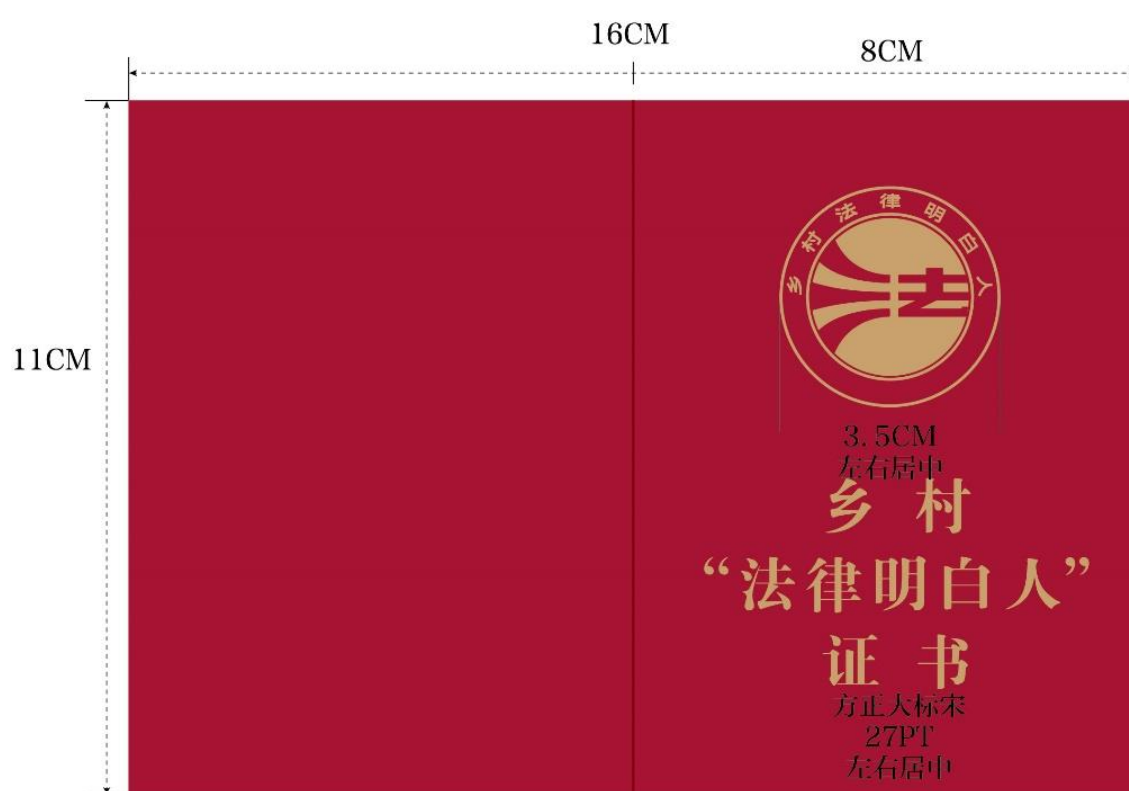 16CM
8CM
11CM
乡村法律明白人
3.5CM
左右居中
乡 村
“法律明白人”
证 书
方正大标宋
27PT
左右居中